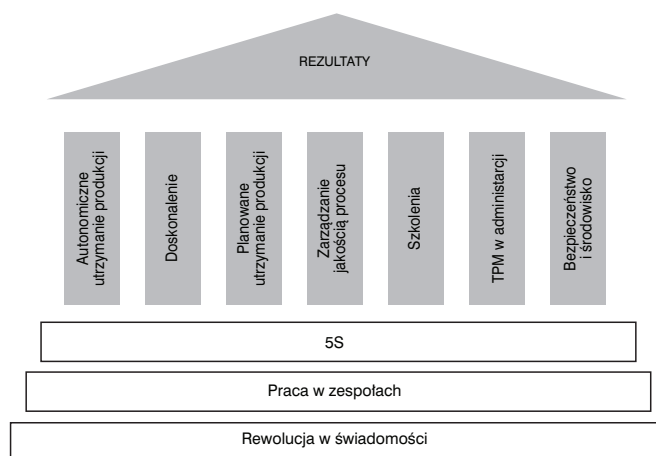 REZULTATY
Autonomiczne
utrzymanie produkcji
Doskonalenie
Planowane
utrzymanie produkcji
Zarządzanie
jakością procesu
Szkolenia
TPM w administarcji
Bezpieczeństwo
i środowisko
5S
Praca w zespołach
Rewolucja w świadomości